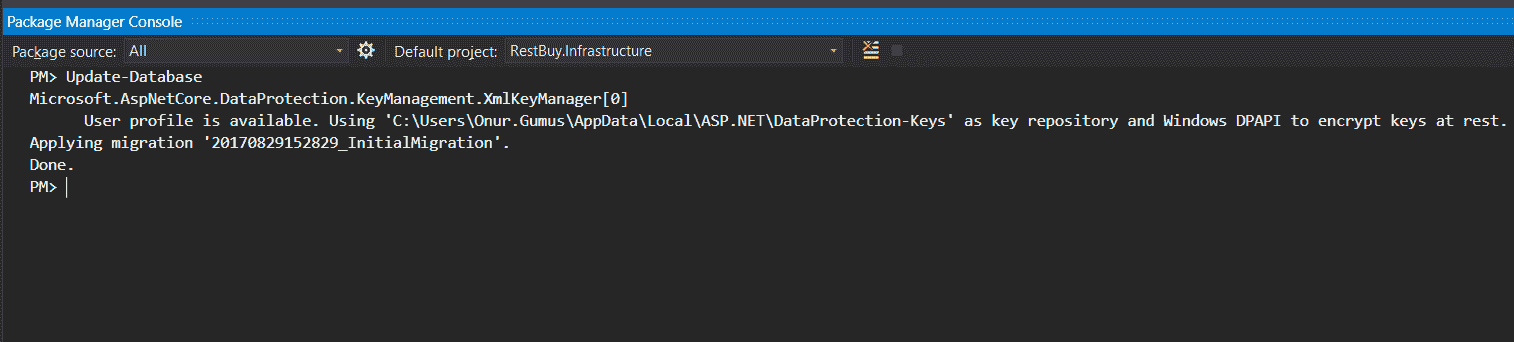 Package Manager Console
Package source: All Default project: RestBuy.Infrastructure
PM> Update-Database
Microsoft.AspNetCore.DataProtection.KeyManagement.XmlKeyManager[0]
User profile is available. Using 'C:\Users\Onur.Gumus\AppData\Local\ASP.NET\DataProtection-Keys' as key repository and Windows DPAPI to encrypt keys at rest.
Applying migration '20170829152829_InitialMigration'.
Done.
PM>